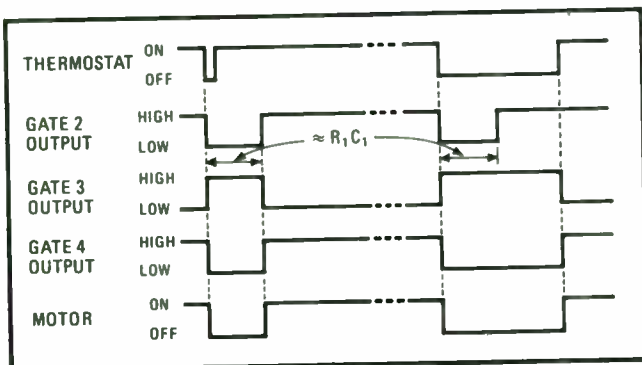 THERMOSTAT ON
OFF
GATE 2 OUTPUT HIGH
LOW
≈ R₁C₁
GATE 3 OUTPUT HIGH
LOW
GATE 4 OUTPUT HIGH
LOW
MOTOR ON
OFF